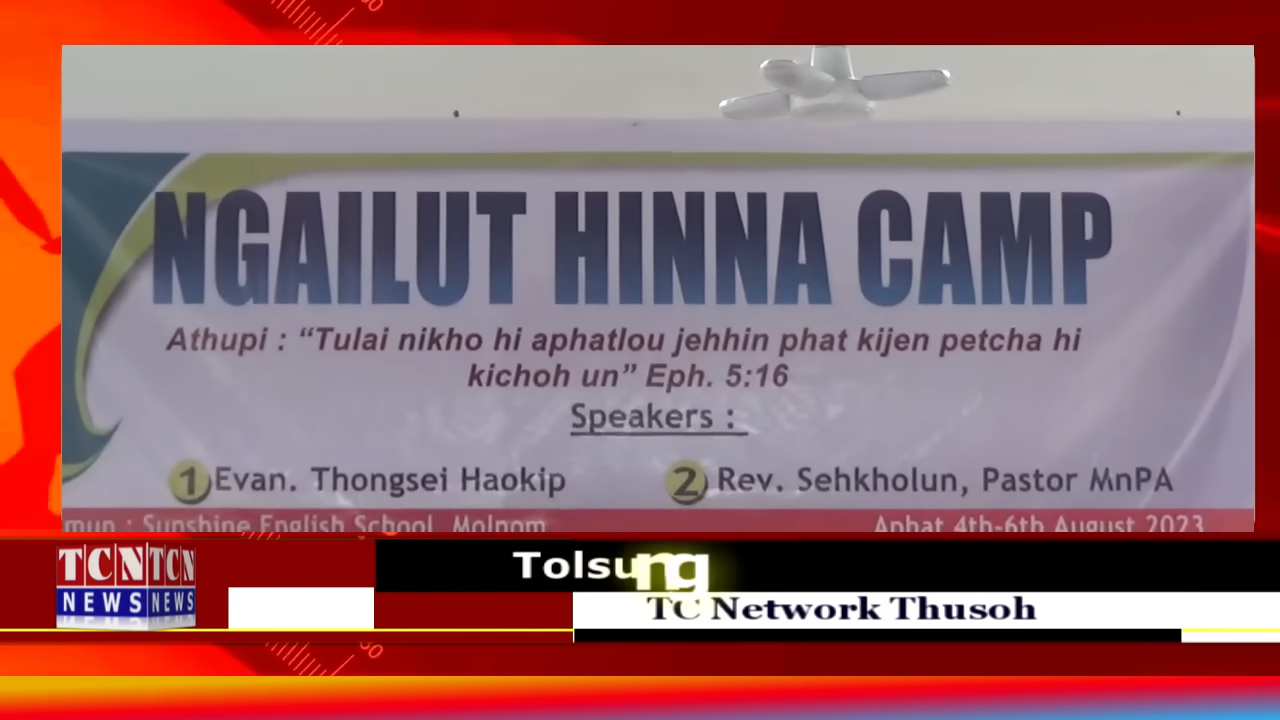 NGAILUT HINNA CAMP
Athupi : “Tulai nikho hi aphatlou jehhin phat kijen petcha hi
kichoh un” Eph. 5:16
Speakers :
1 Evan. Thongsei Haokip
2 Rev. Sehkholun, Pastor MnPA
mun : Sunshine English School, Molnom
Aphat 4th-6th August 2023
TCN TCN
NEWS NEWS
Tolsung
TC Network Thusoh